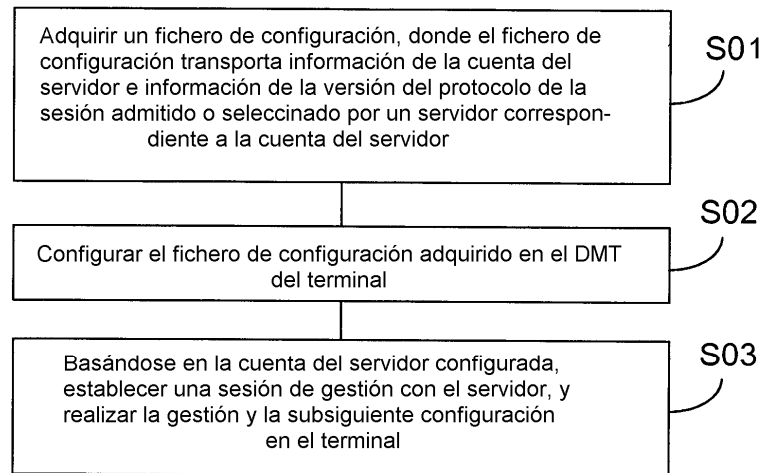 Adquirir un fichero de configuración, donde el fichero de
configuración transporta información de la cuenta del
servidor e información de la versión del protocolo de la
sesión admitido o seleccinado por un servidor correspon-
diente a la cuenta del servidor
S01
Configurar el fichero de configuración adquirido en el DMT
del terminal
S02
Basándose en la cuenta del servidor configurada,
establecer una sesión de gestión con el servidor, y
realizar la gestión y la subsiguiente configuración
en el terminal
S03